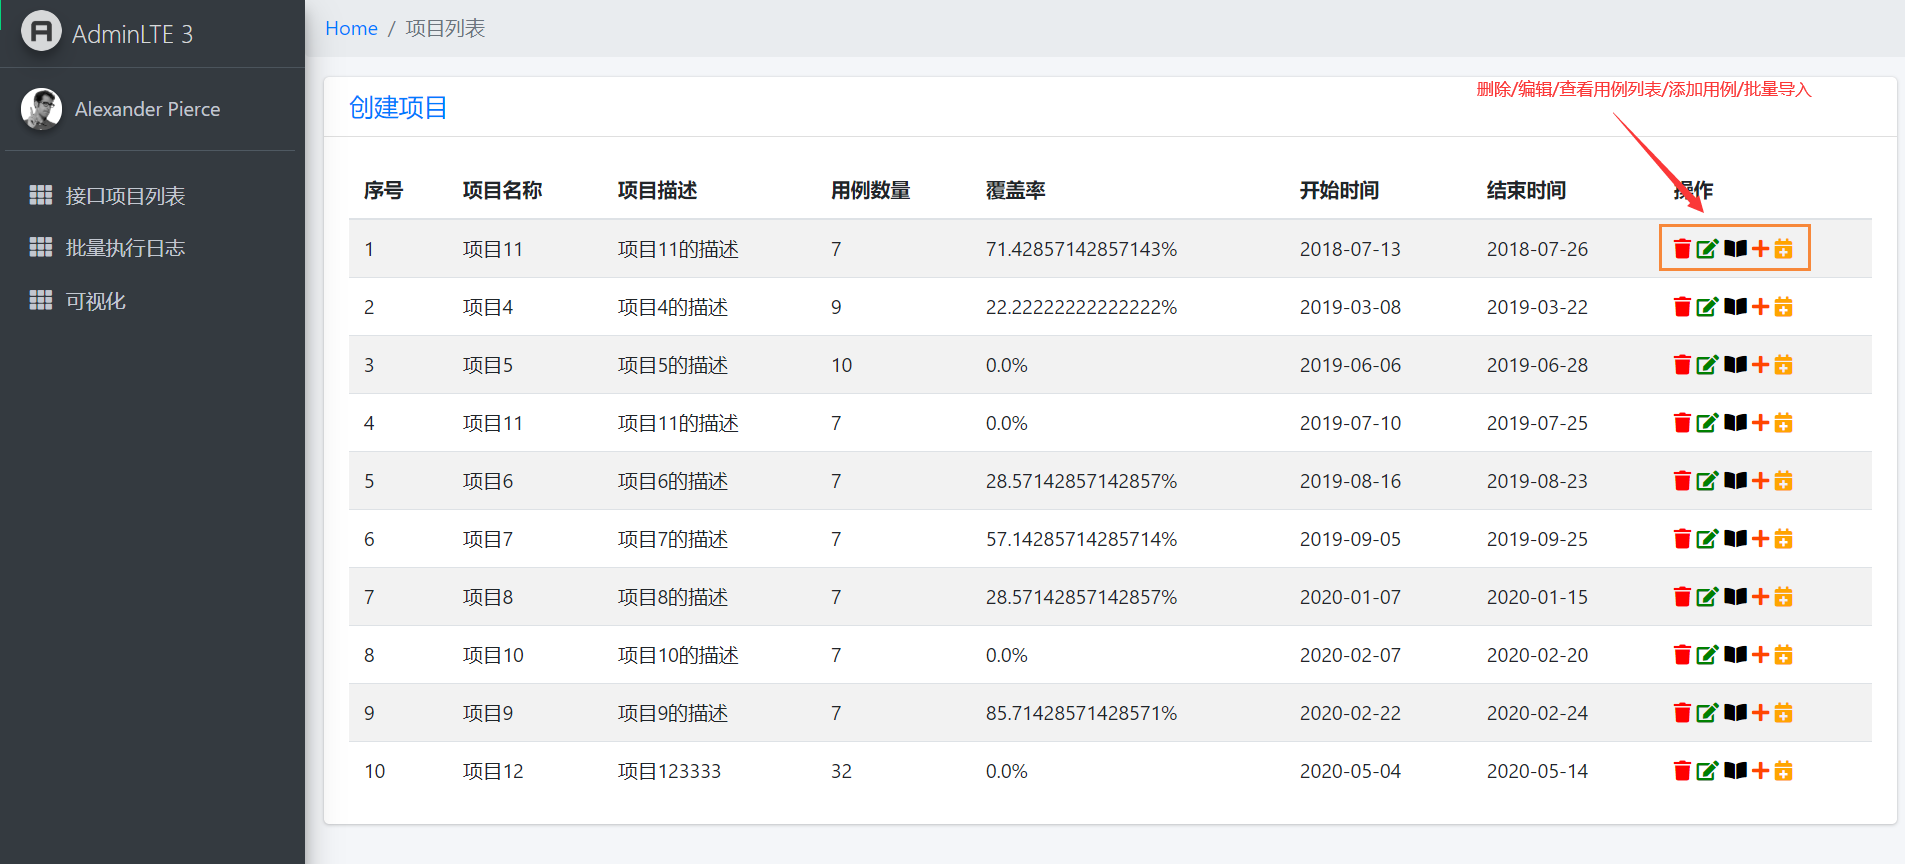 AdminLTE 3
Alexander Pierce
接口项目列表
批量执行日志
可视化
Home / 项目列表
创建项目
删除/编辑/查看用例列表/添加用例/批量导入
序号 项目名称 项目描述 用例数量 覆盖率 开始时间 结束时间 操作
1 项目11 项目11的描述 7 71.42857142857143% 2018-07-13 2018-07-26
2 项目4 项目4的描述 9 22.22222222222222% 2019-03-08 2019-03-22
3 项目5 项目5的描述 10 0.0% 2019-06-06 2019-06-28
4 项目11 项目11的描述 7 0.0% 2019-07-10 2019-07-25
5 项目6 项目6的描述 7 28.57142857142857% 2019-08-16 2019-08-23
6 项目7 项目7的描述 7 57.14285714285714% 2019-09-05 2019-09-25
7 项目8 项目8的描述 7 28.57142857142857% 2020-01-07 2020-01-15
8 项目10 项目10的描述 7 0.0% 2020-02-07 2020-02-20
9 项目9 项目9的描述 7 85.71428571428571% 2020-02-22 2020-02-24
10 项目12 项目123333 32 0.0% 2020-05-04 2020-05-14